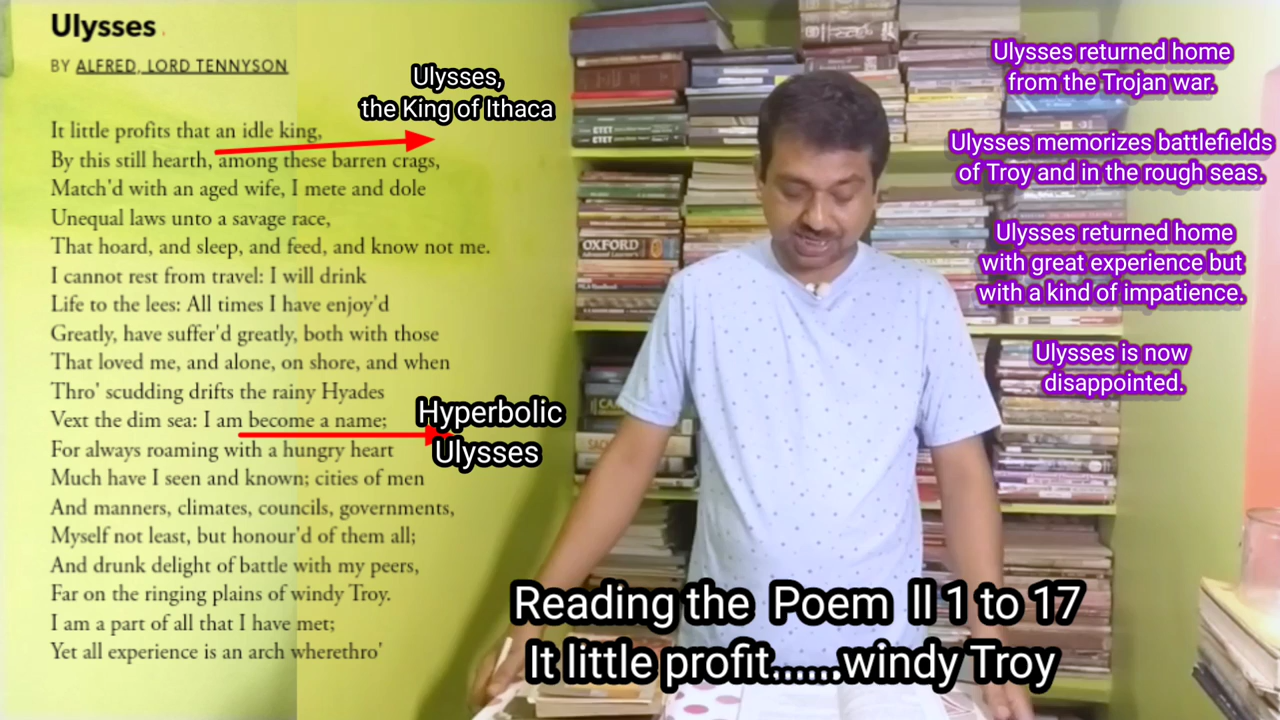 Ulysses
BY ALFRED, LORD TENNYSON
It little profits that an idle king,
By this still hearth, among these barren crags,
Match'd with an aged wife, I mete and dole
Unequal laws unto a savage race,
That hoard, and sleep, and feed, and know not me.
I cannot rest from travel: I will drink
Life to the lees: All times I have enjoy'd
Greatly, have suffer'd greatly, both with those
That loved me, and alone, on shore, and when
Thro' scudding drifts the rainy Hyades
Vext the dim sea: I am become a name;
For always roaming with a hungry heart
Much have I seen and known; cities of men
And manners, climates, councils, governments,
Myself not least, but honour'd of them all;
And drunk delight of battle with my peers,
Far on the ringing plains of windy Troy.
I am a part of all that I have met;
Yet all experience is an arch wherethro'
Ulysses,
the King of Ithaca
Hyperbolic
Ulysses
CTET
CTET
OXFORD
Advanced Learner's
Ulysses returned home
from the Trojan war.
Ulysses memorizes battlefields
of Troy and in the rough seas.
Ulysses returned home
with great experience but
with a kind of impatience.
Ulysses is now
disappointed.
Reading the Poem ll 1 to 17
It little profit......windy Troy